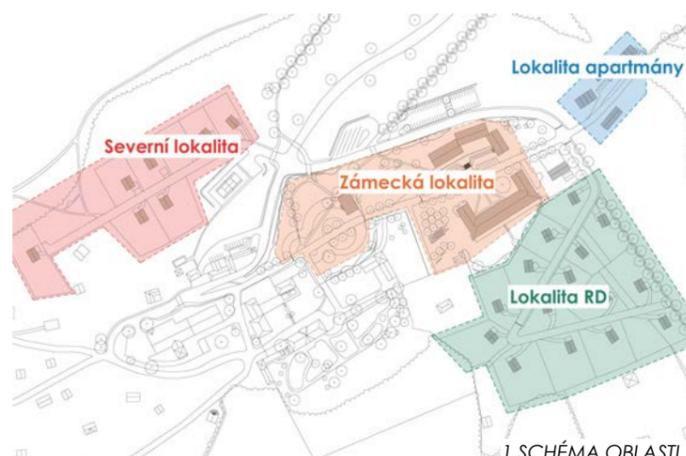 Lokalita apartmány
Severní lokalita
Zámecká lokalita
Lokalita RD
1 SCHÉMA OBLASTI